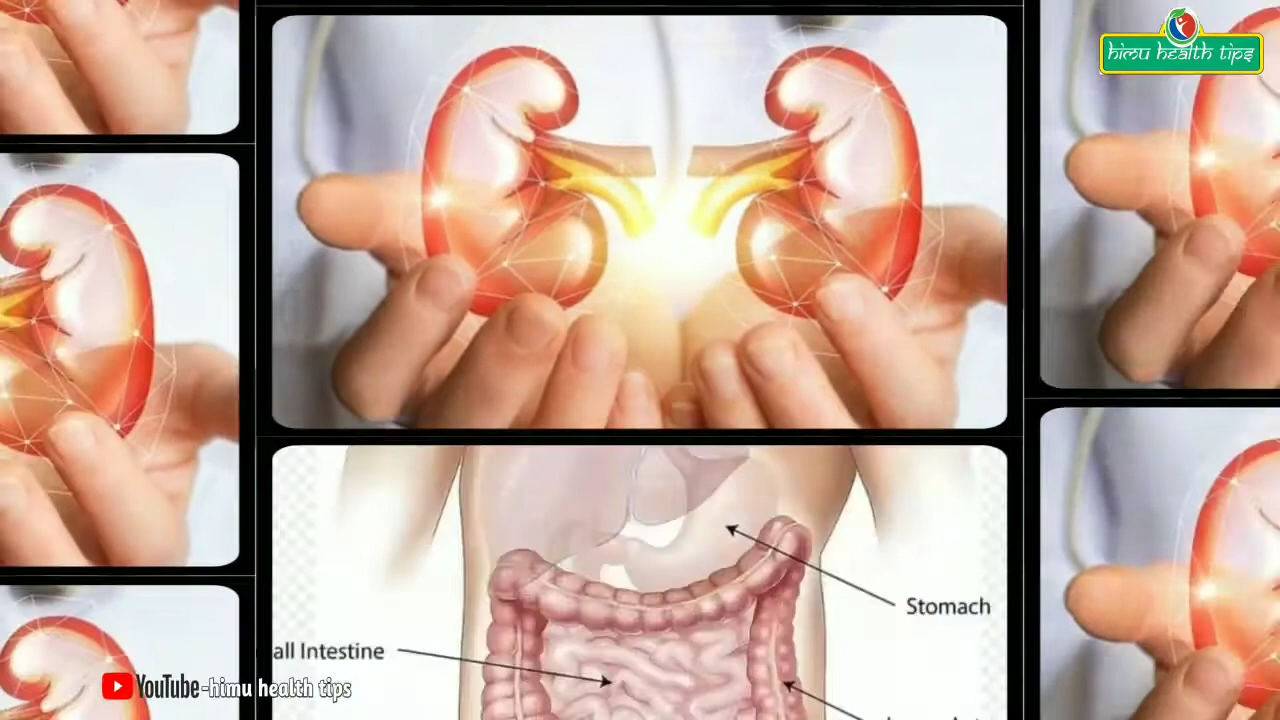 himu health tips
Stomach
all Intestine
YouTube-himu health tips